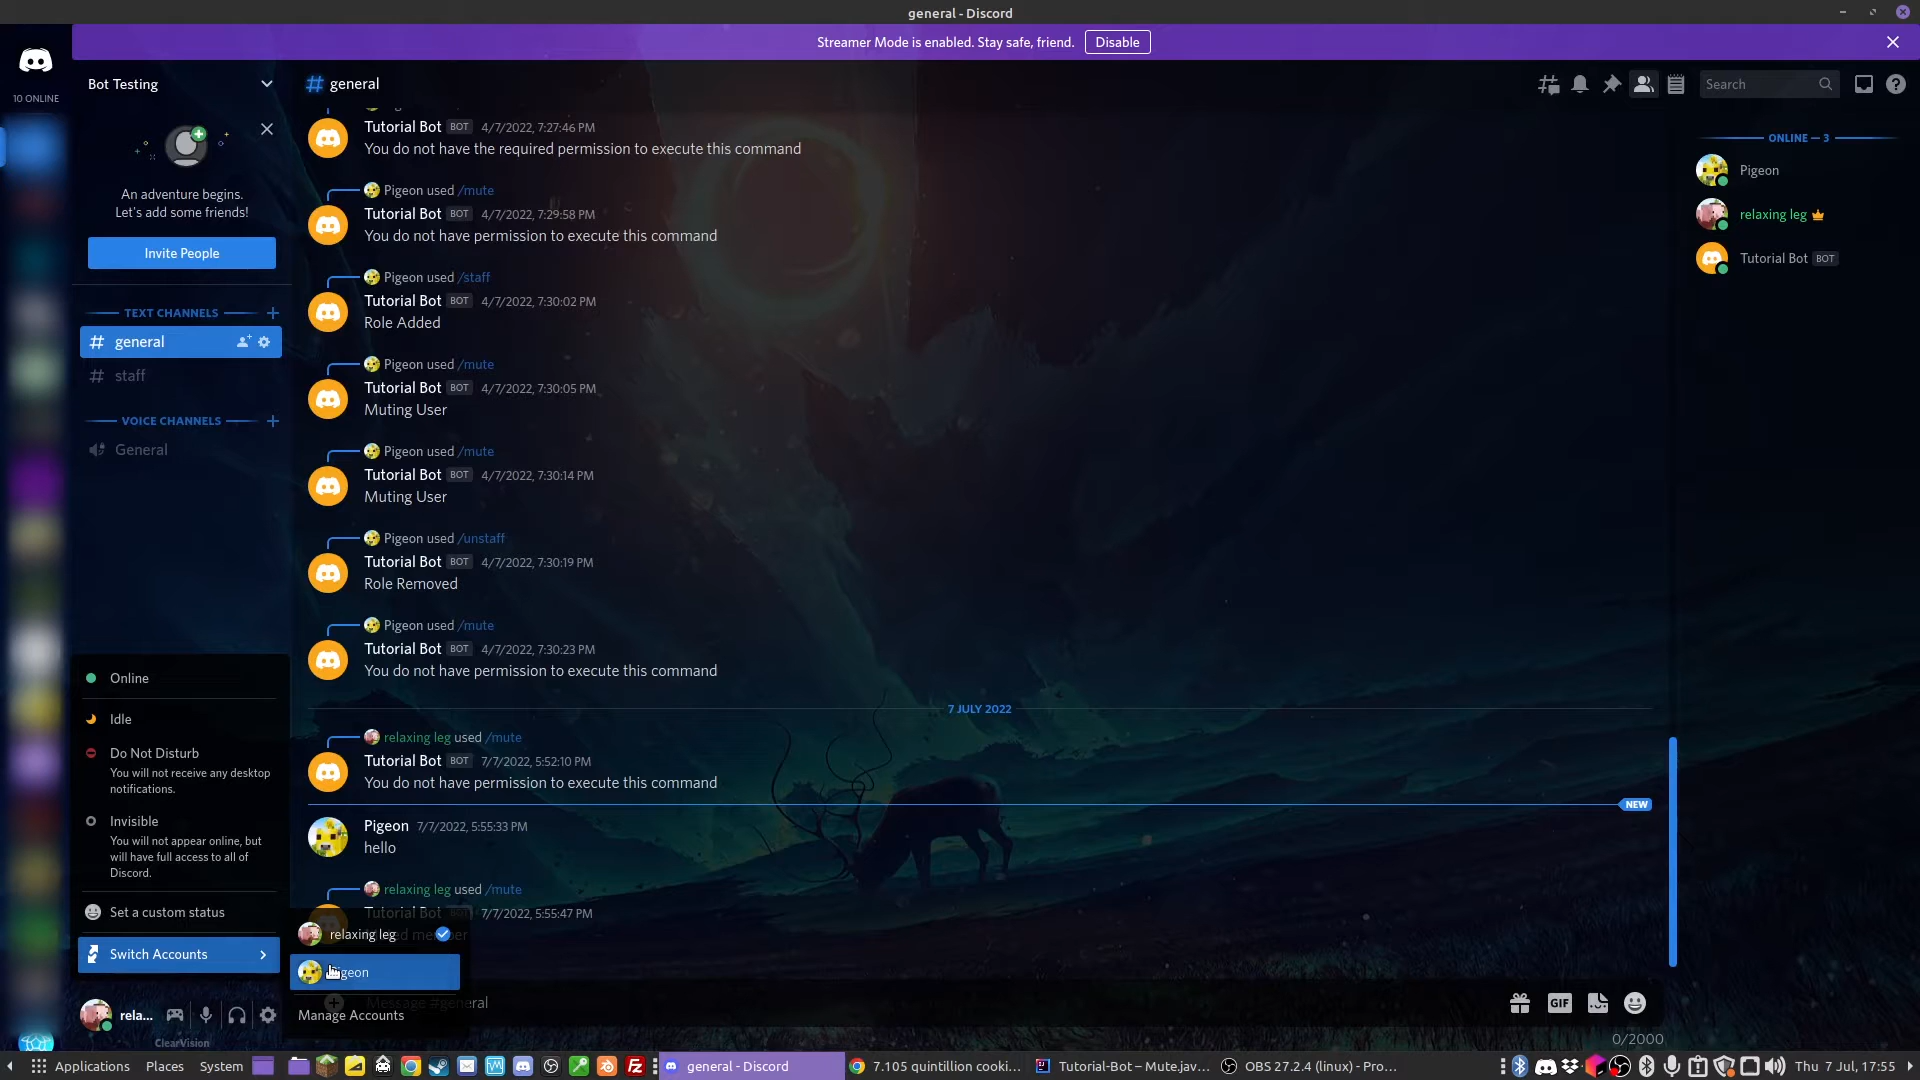 general - Discord
Streamer Mode is enabled. Stay safe, friend. Disable
10 ONLINE
Bot Testing
general
Search
An adventure begins.
Let's add some friends!
Invite People
TEXT CHANNELS
general
staff
VOICE CHANNELS
General
Tutorial Bot BOT 4/7/2022, 7:27:46 PM
You do not have the required permission to execute this command
Pigeon used /mute
Tutorial Bot BOT 4/7/2022, 7:29:58 PM
You do not have permission to execute this command
Pigeon used /staff
Tutorial Bot BOT 4/7/2022, 7:30:02 PM
Role Added
Pigeon used /mute
Tutorial Bot BOT 4/7/2022, 7:30:05 PM
Muting User
Pigeon used /mute
Tutorial Bot BOT 4/7/2022, 7:30:14 PM
Muting User
Pigeon used /unstaff
Tutorial Bot BOT 4/7/2022, 7:30:19 PM
Role Removed
Pigeon used /mute
Tutorial Bot BOT 4/7/2022, 7:30:23 PM
You do not have permission to execute this command
7 JULY 2022
relaxing leg used /mute
Tutorial Bot BOT 7/7/2022, 5:52:10 PM
You do not have permission to execute this command
NEW
Pigeon 7/7/2022, 5:55:33 PM
hello
relaxing leg used /mute
Tutorial Bot BOT 7/7/2022, 5:55:47 PM
Message #general
GIF
0/2000
ONLINE — 3
Pigeon
relaxing leg
Tutorial Bot BOT
Online
Idle
Do Not Disturb
You will not receive any desktop
notifications.
Invisible
You will not appear online, but
will have full access to all of
Discord.
Set a custom status
Switch Accounts
relaxing leg
Manage Accounts
rela...
ClearVision
Applications Places System general - Discord 7.105 quintillion cooki... Tutorial-Bot – Mute.jav... OBS 27.2.4 (linux) - Pro... Thu 7 Jul, 17:55